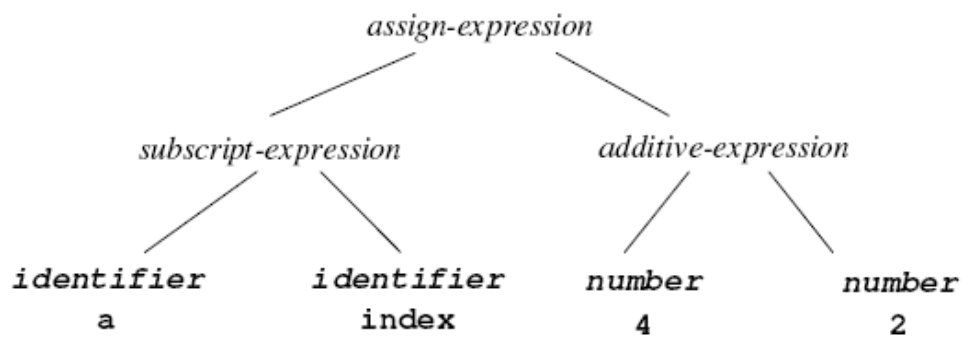 assign-expression
subscript-expression additive-expression
identifier identifier number number
a index 4 2